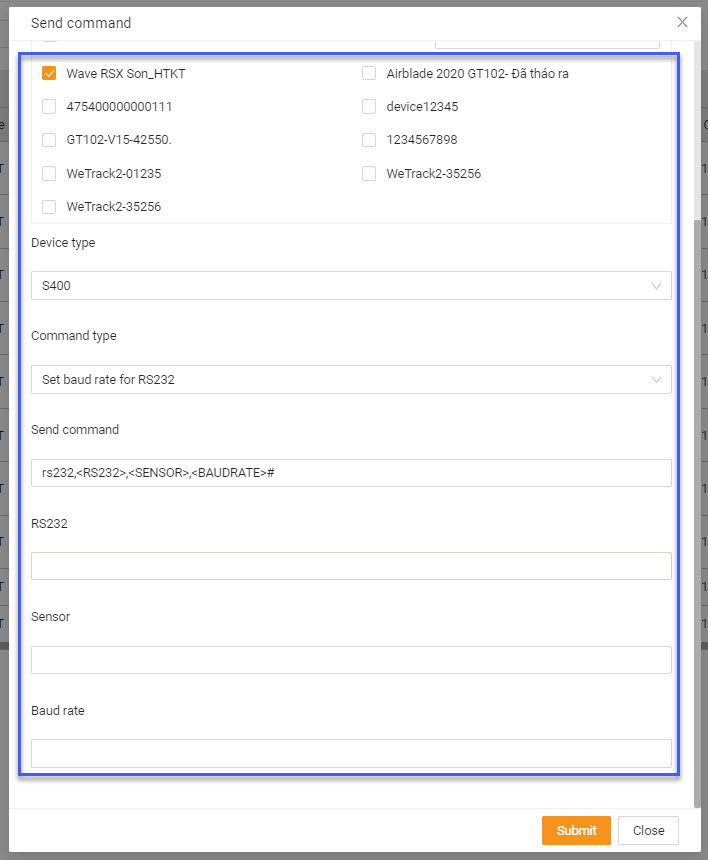 Send command
Wave RSX Son_HTKT
Airblade 2020 GT102- Đã tháo ra
475400000000111
device12345
GT102-V15-42550.
1234567898
WeTrack2-01235
WeTrack2-35256
WeTrack2-35256
Device type
S400
Command type
Set baud rate for RS232
Send command
rs232,<RS232>,<SENSOR>,<BAUDRATE>#
RS232
Sensor
Baud rate
Submit
Close